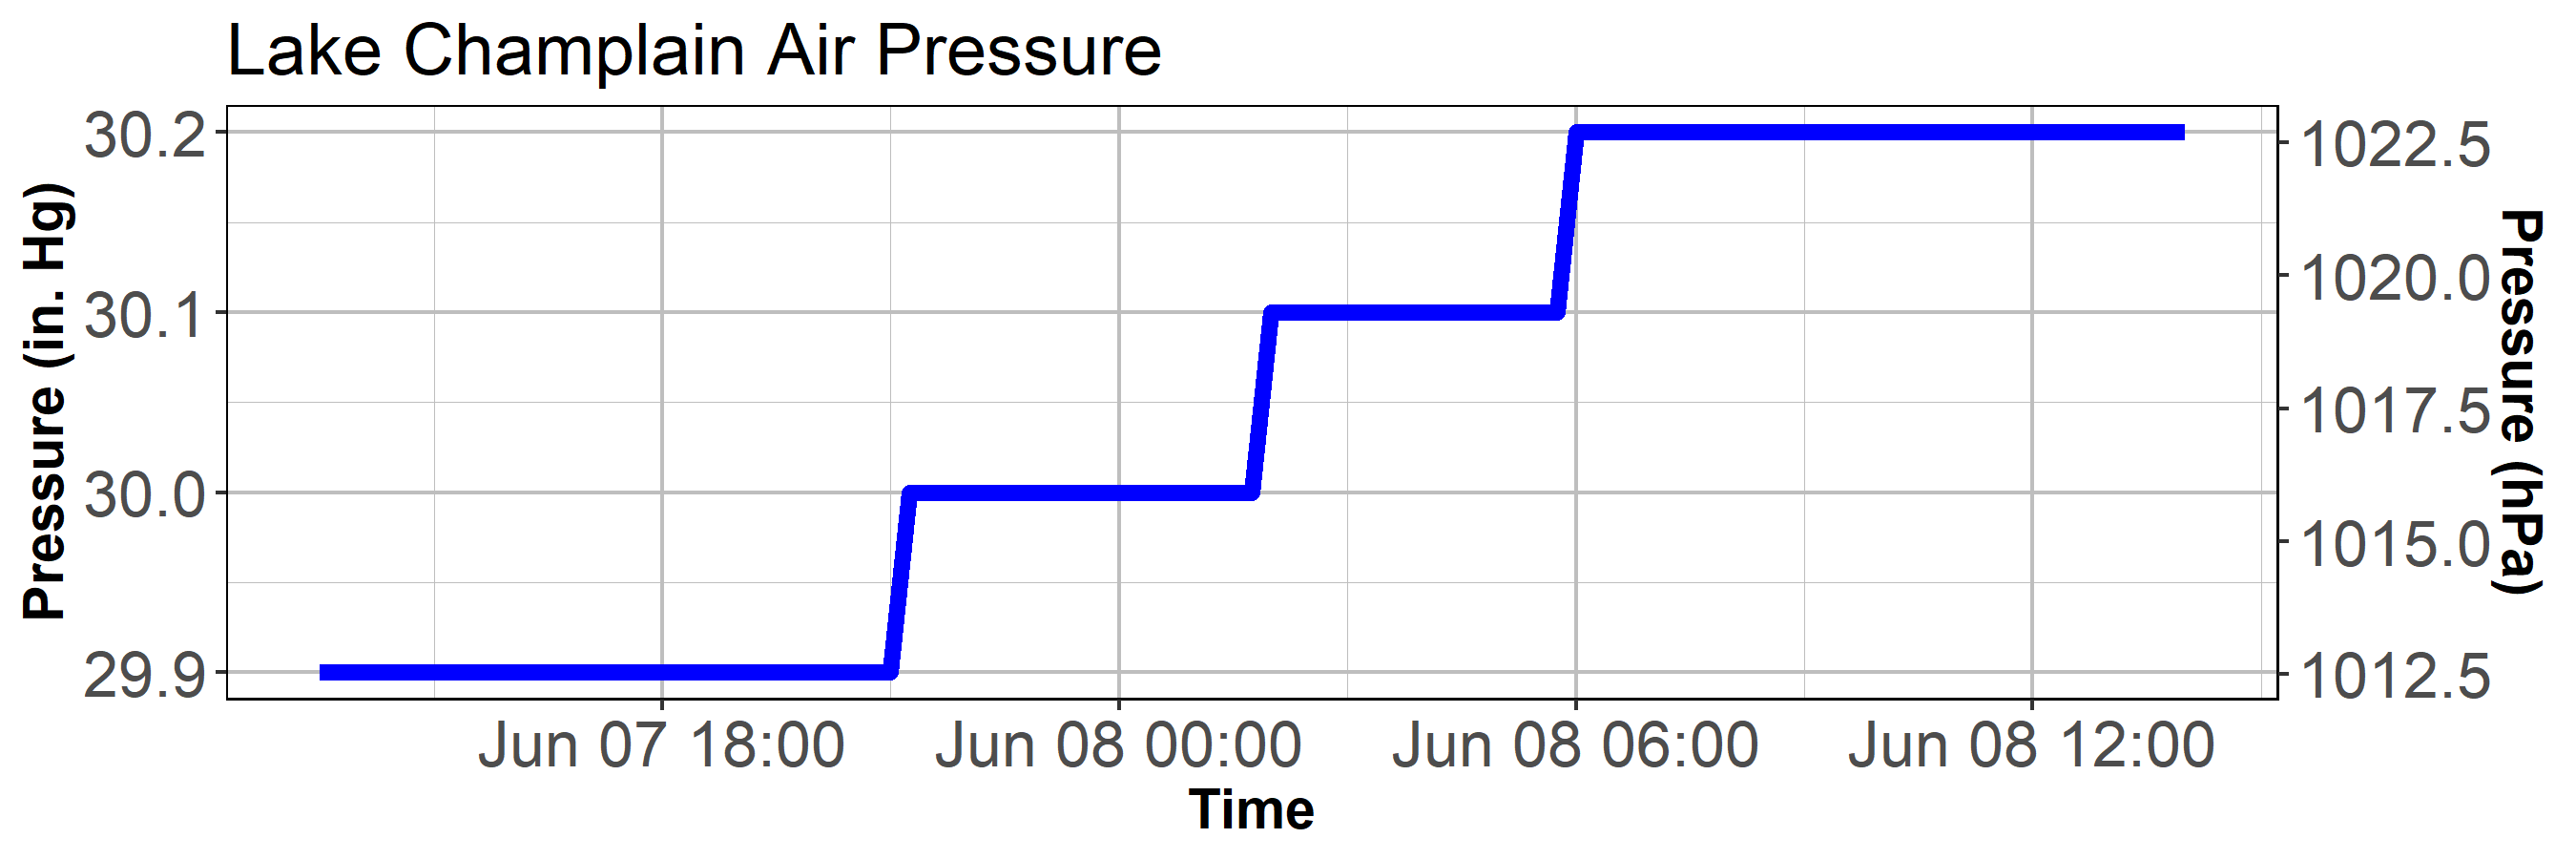 Lake Champlain Air Pressure
Pressure (in. Hg)
30.2
30.1
30.0
29.9
1022.5
1020.0
1017.5
1015.0
1012.5
Pressure (hPa)
Jun 07 18:00
Jun 08 00:00
Jun 08 06:00
Jun 08 12:00
Time